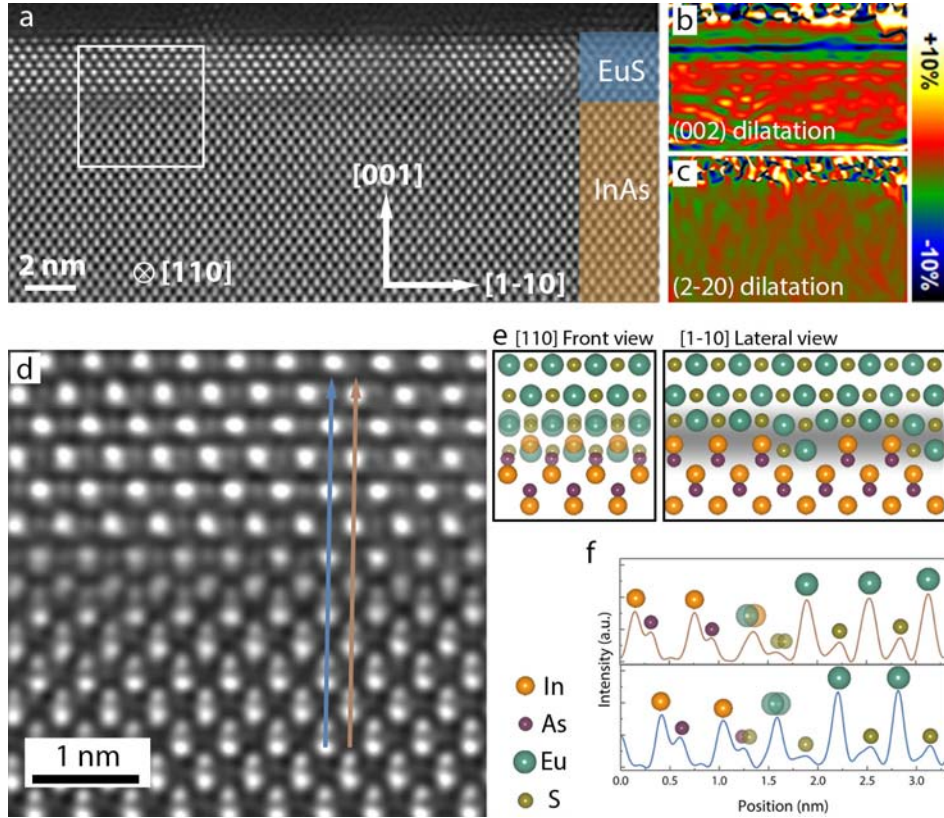 a
EuS
InAs
[001]
[1-10]
2 nm
⊗ [110]
b
(002) dilatation
c
(2-20) dilatation
+10%
-10%
d
1 nm
e [110] Front view
[1-10] Lateral view
In
As
Eu
S
f
Intensity (a.u.)
0.0 0.5 1.0 1.5 2.0 2.5 3.0
Position (nm)